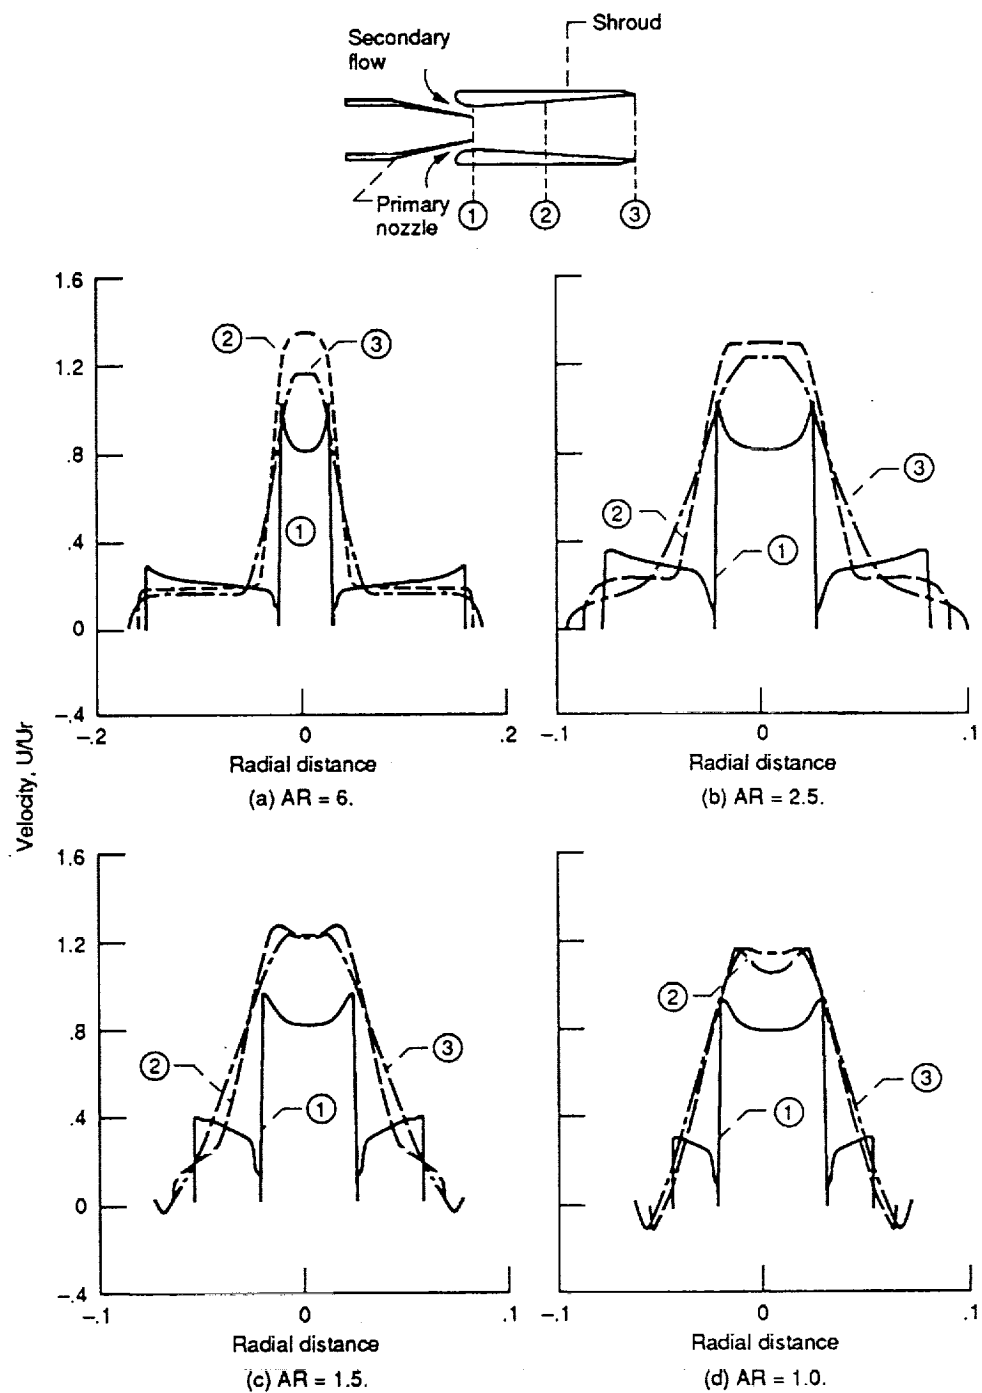 Shroud
Secondary
flow
Primary
nozzle
1
2
3
Velocity, U/Ur
1.6
1.2
.8
.4
0
-.4
-.2
0
.2
2
3
1
Radial distance
(a) AR = 6.
-.1
0
.1
2
3
1
Radial distance
(b) AR = 2.5.
1.6
1.2
.8
.4
0
-.4
-.1
0
.1
2
3
1
Radial distance
(c) AR = 1.5.
-.1
0
.1
2
3
1
Radial distance
(d) AR = 1.0.